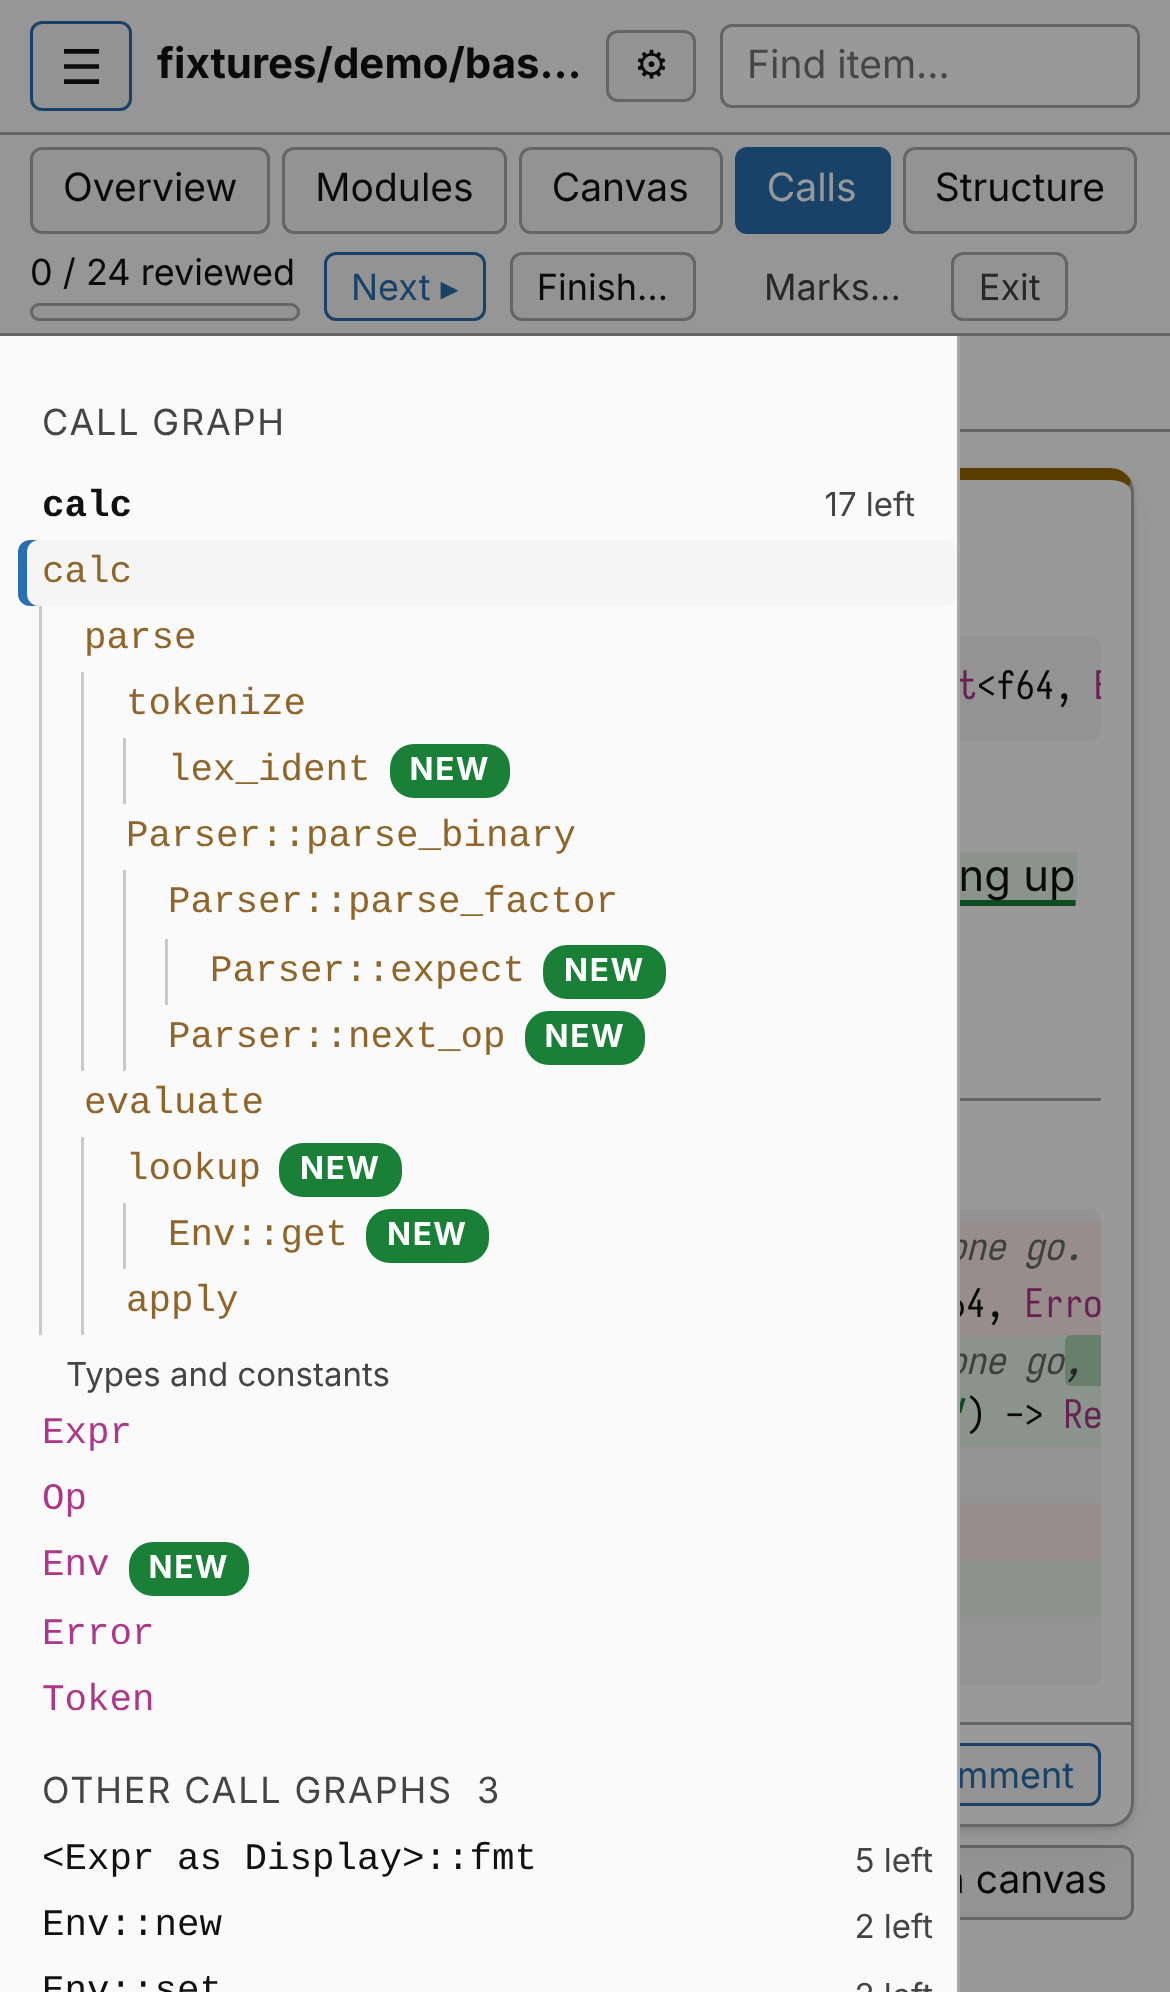 ☰ fixtures/demo/bas... ⚙ Find item...
Overview Modules Canvas Calls Structure
0 / 24 reviewed Next ▸ Finish... Marks... Exit
CALL GRAPH
calc 17 left
calc
parse
t<f64,
tokenize
lex_ident NEW
Parser::parse_binary
ng up
Parser::parse_factor
Parser::expect NEW
Parser::next_op NEW
evaluate
lookup NEW
Env::get NEW
one go.
apply
64, Erro
Types and constants
one go,
Expr
) -> Re
Op
Env NEW
Error
Token
OTHER CALL GRAPHS 3
mment
<Expr as Display>::fmt 5 left
canvas
Env::new 2 left
Env::set left